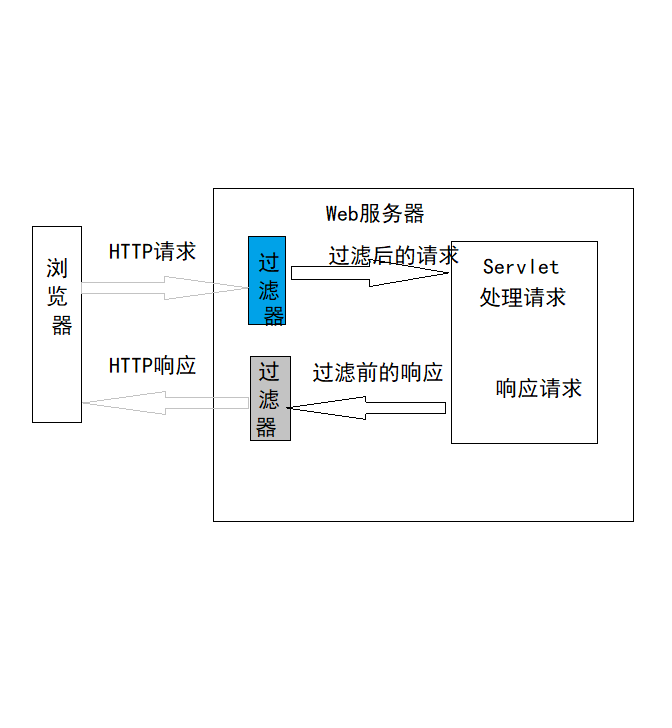 Web服务器
浏
览
器
HTTP请求
过
滤
器
过滤后的请求
Servlet
处理请求
HTTP响应
过
滤
器
过滤前的响应
响应请求